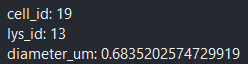 cell_id: 19
lys_id: 13
diameter_um: 0.6835202574729919